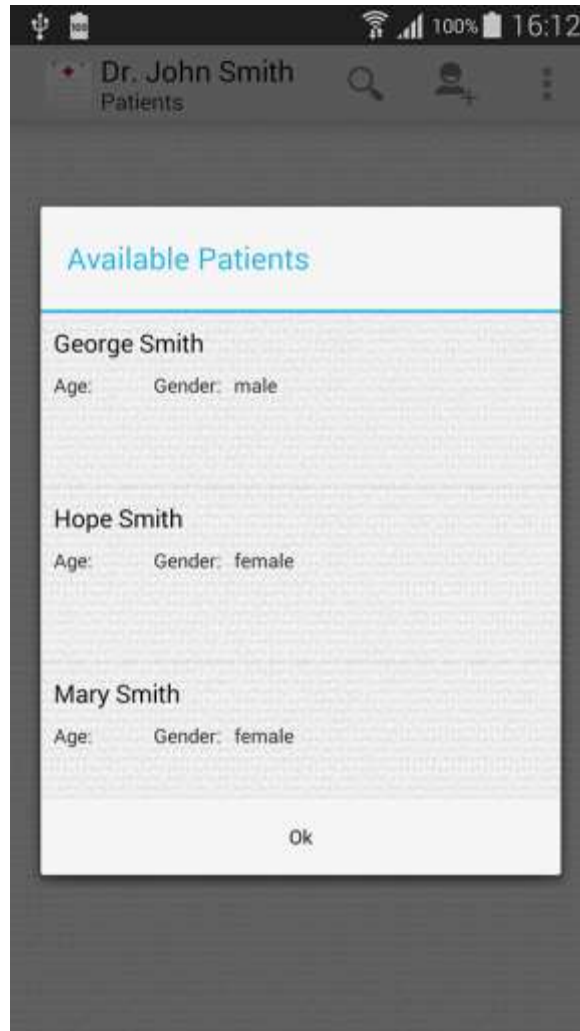 100 100% 16:12
Dr. John Smith
Patients
Available Patients
George Smith
Age: Gender: male
Hope Smith
Age: Gender: female
Mary Smith
Age: Gender: female
Ok